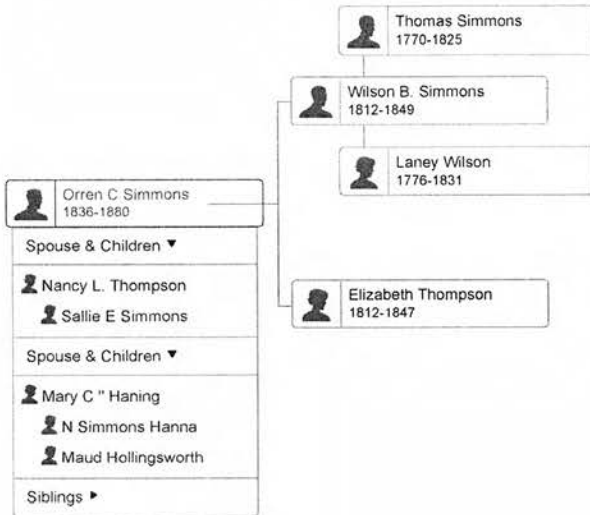 Thomas Simmons
1770-1825
Wilson B. Simmons
1812-1849
Laney Wilson
1776-1831
Orren C Simmons
1836-1880
Spouse & Children ▼
Nancy L. Thompson
Sallie E Simmons
Spouse & Children ▼
Mary C " Haning
N Simmons Hanna
Maud Hollingsworth
Siblings ►
Elizabeth Thompson
1812-1847